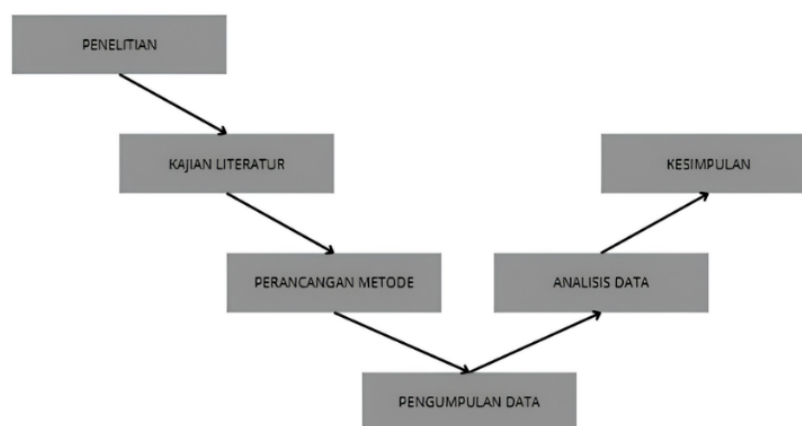 PENELITIAN
KAJIAN LITERATUR
KESIMPULAN
PERANCANGAN METODE
ANALISIS DATA
PENGUMPULAN DATA